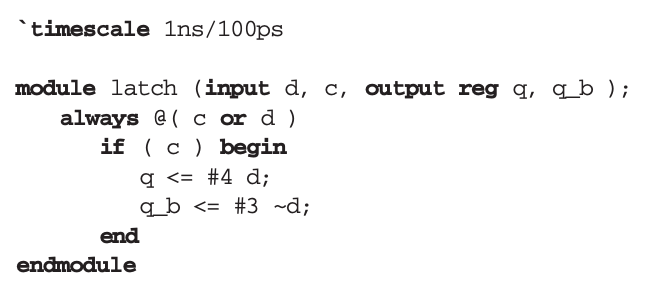 `timescale 1ns/100ps
module latch (input d, c, output reg q, q_b );
always @( c or d )
if ( c ) begin
q <= #4 d;
q_b <= #3 ~d;
end
endmodule